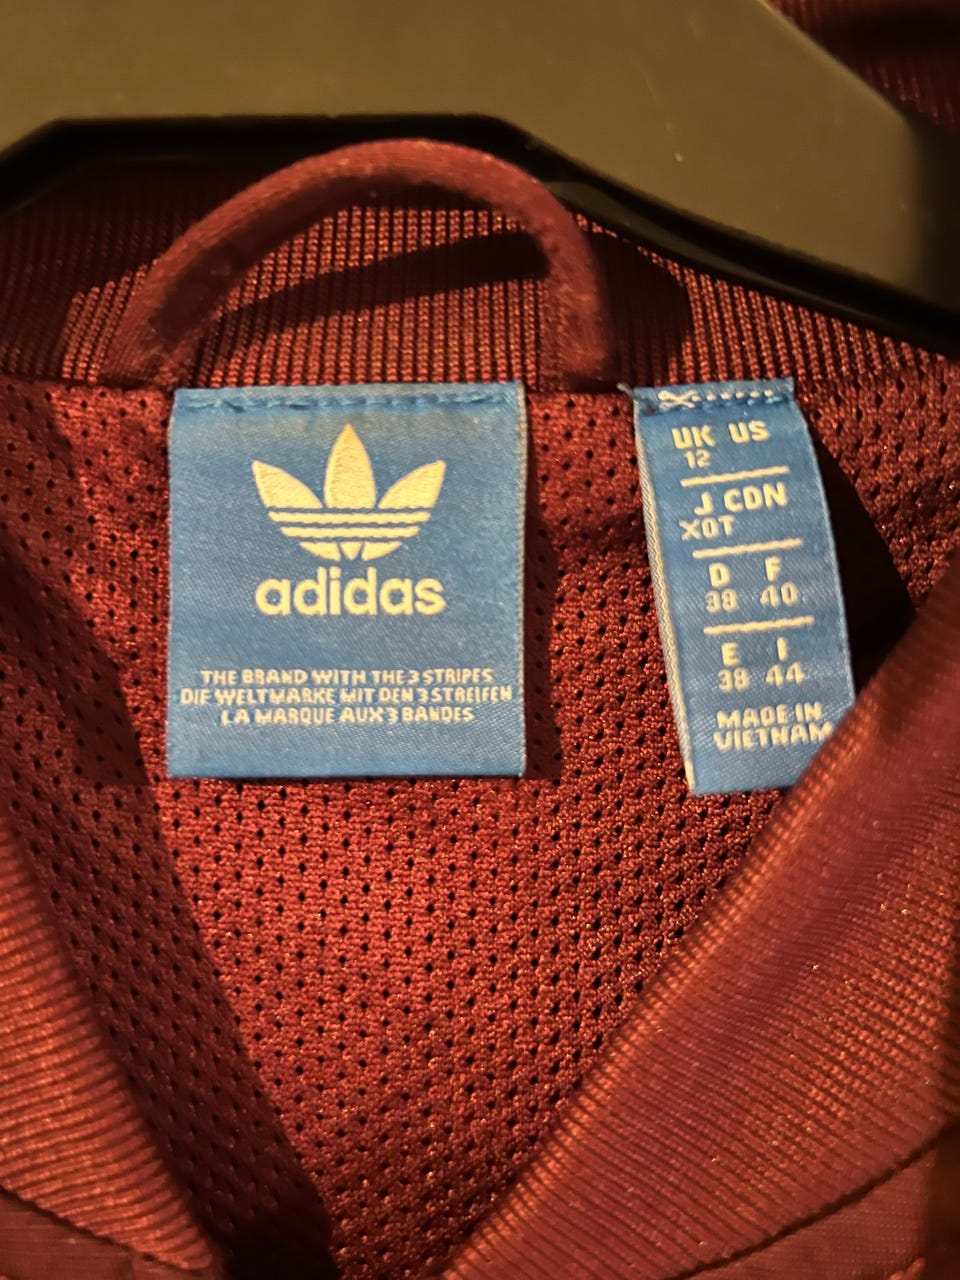 adidas
THE BRAND WITH THE 3 STRIPES
DIE WELTMARKE MIT DEN 3 STREIFEN
LA MARQUE AUX 3 BANDES
UK US
12
J CDN
XOT
D F
38 40
E I
38 44
MADE IN
VIETNAM